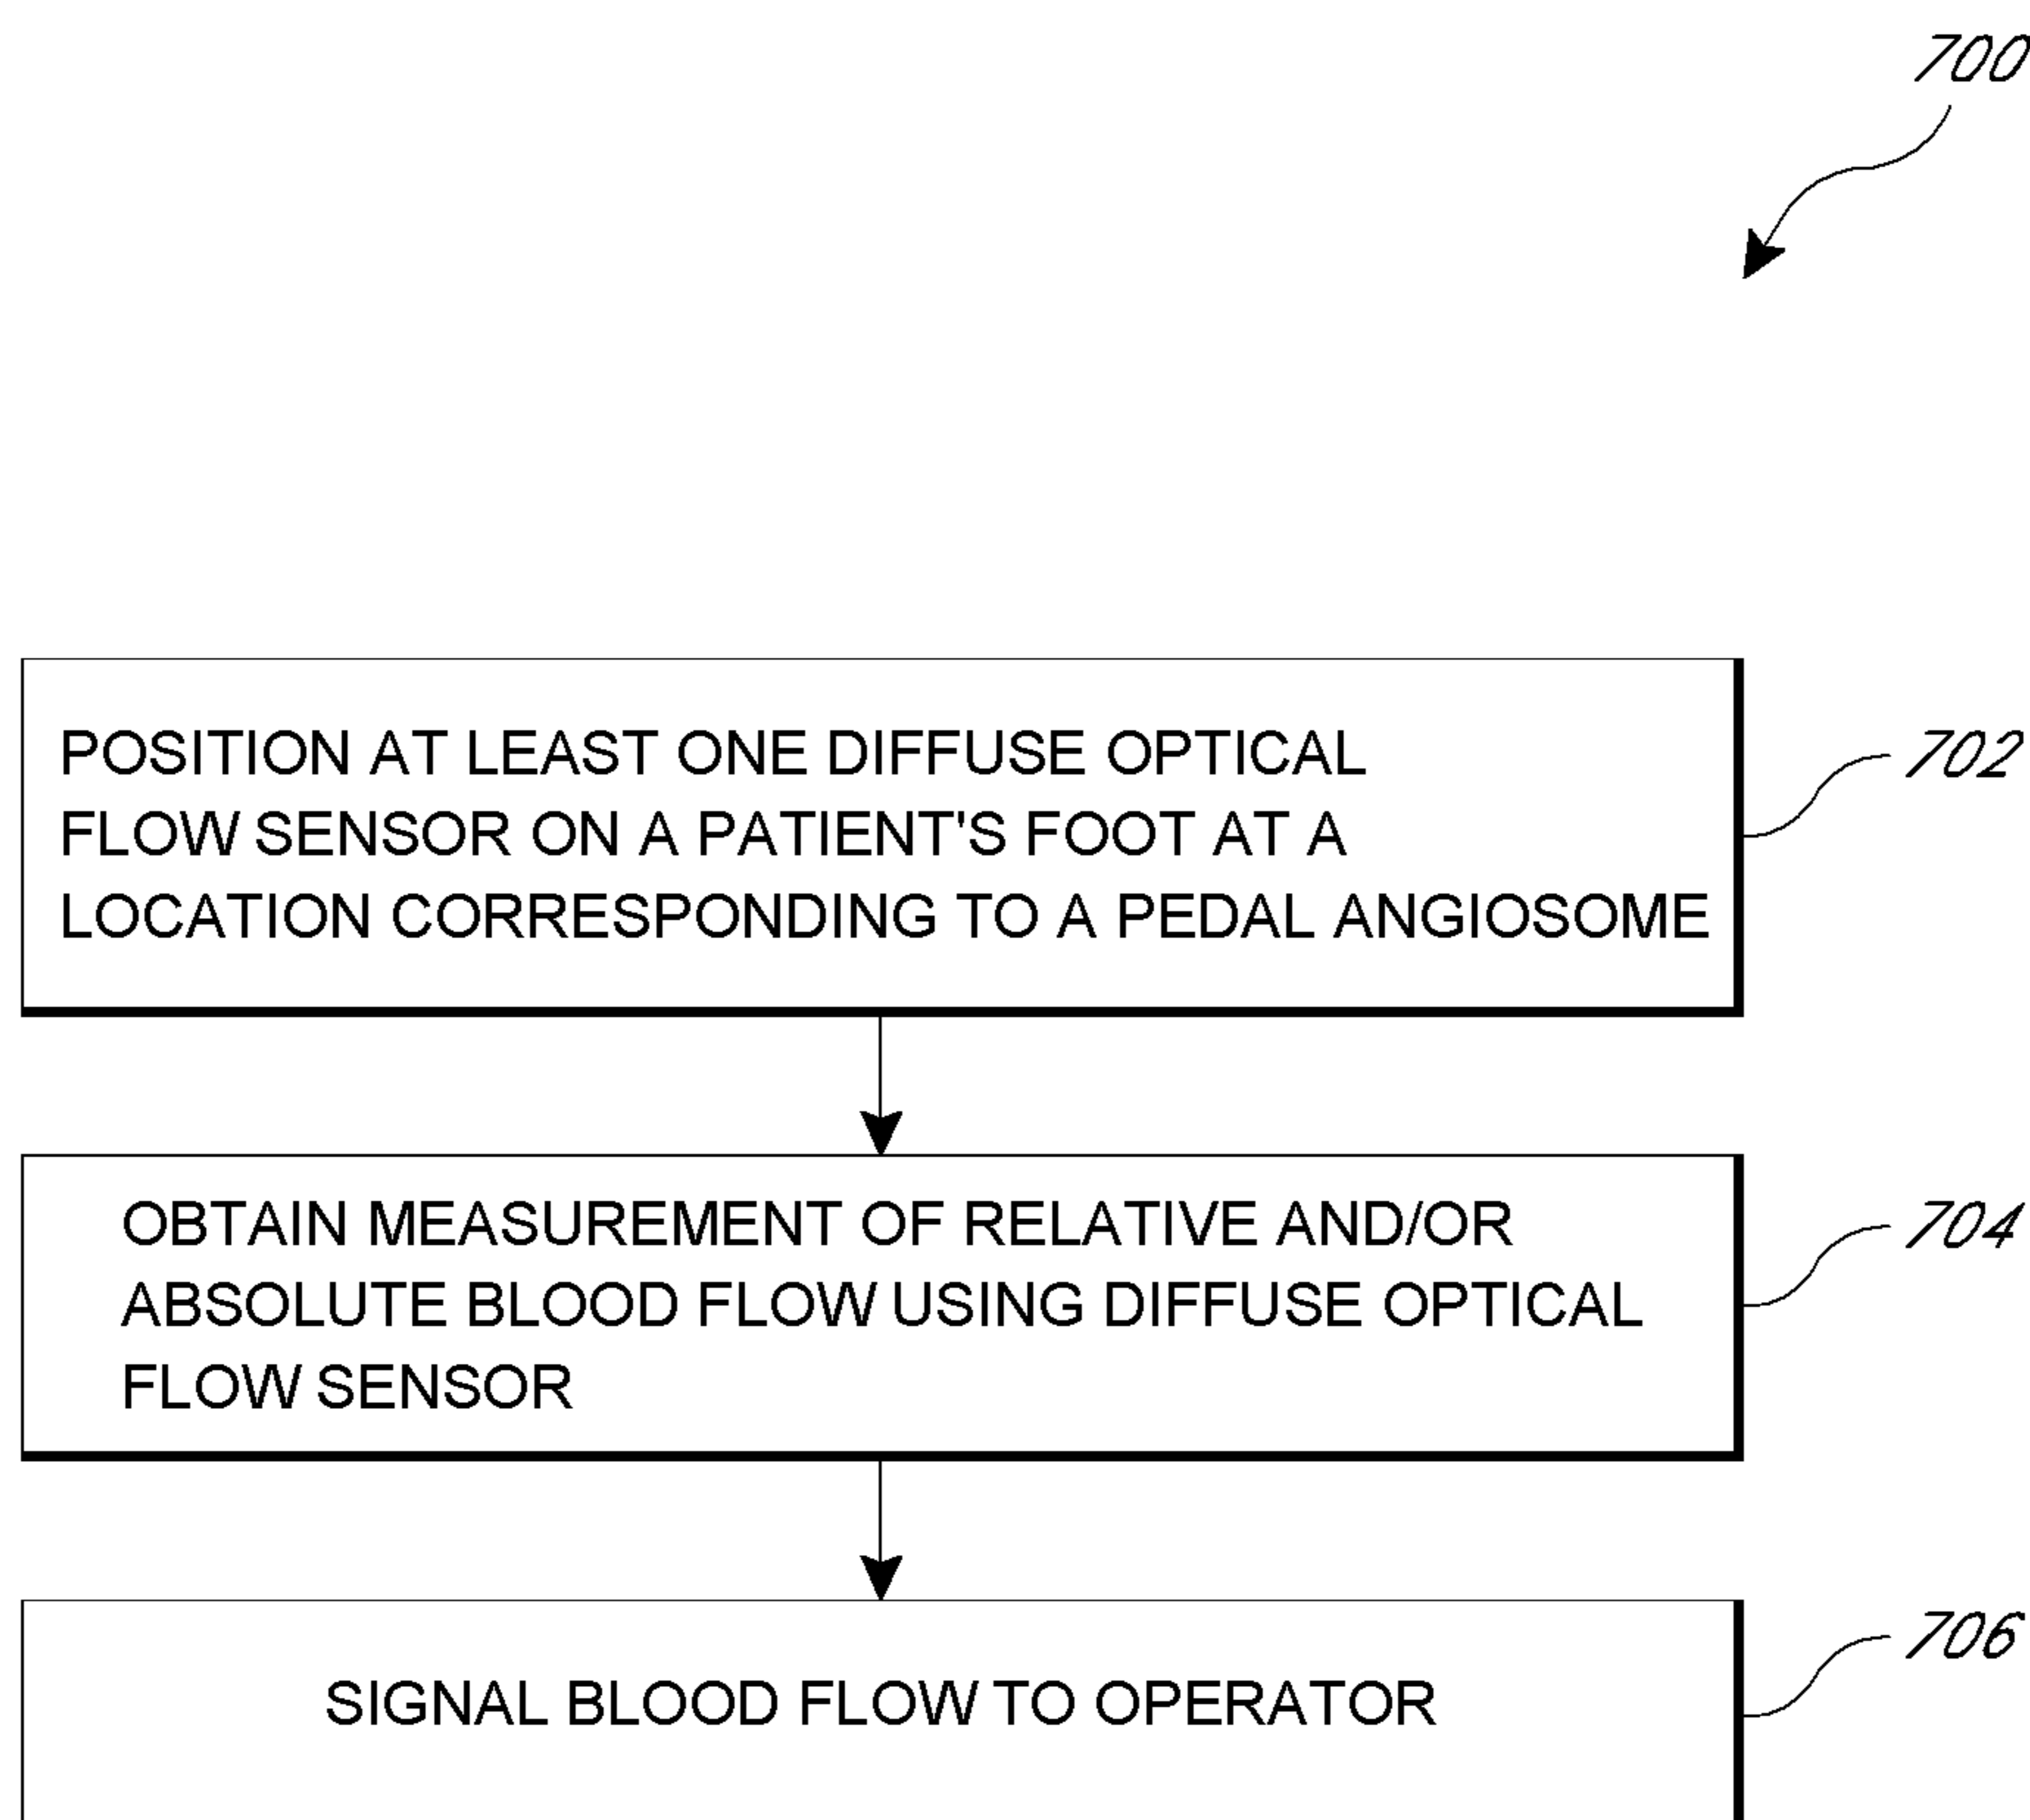 700
POSITION AT LEAST ONE DIFFUSE OPTICAL
FLOW SENSOR ON A PATIENT'S FOOT AT A
LOCATION CORRESPONDING TO A PEDAL ANGIOSOME
702
OBTAIN MEASUREMENT OF RELATIVE AND/OR
ABSOLUTE BLOOD FLOW USING DIFFUSE OPTICAL
FLOW SENSOR
704
SIGNAL BLOOD FLOW TO OPERATOR
706